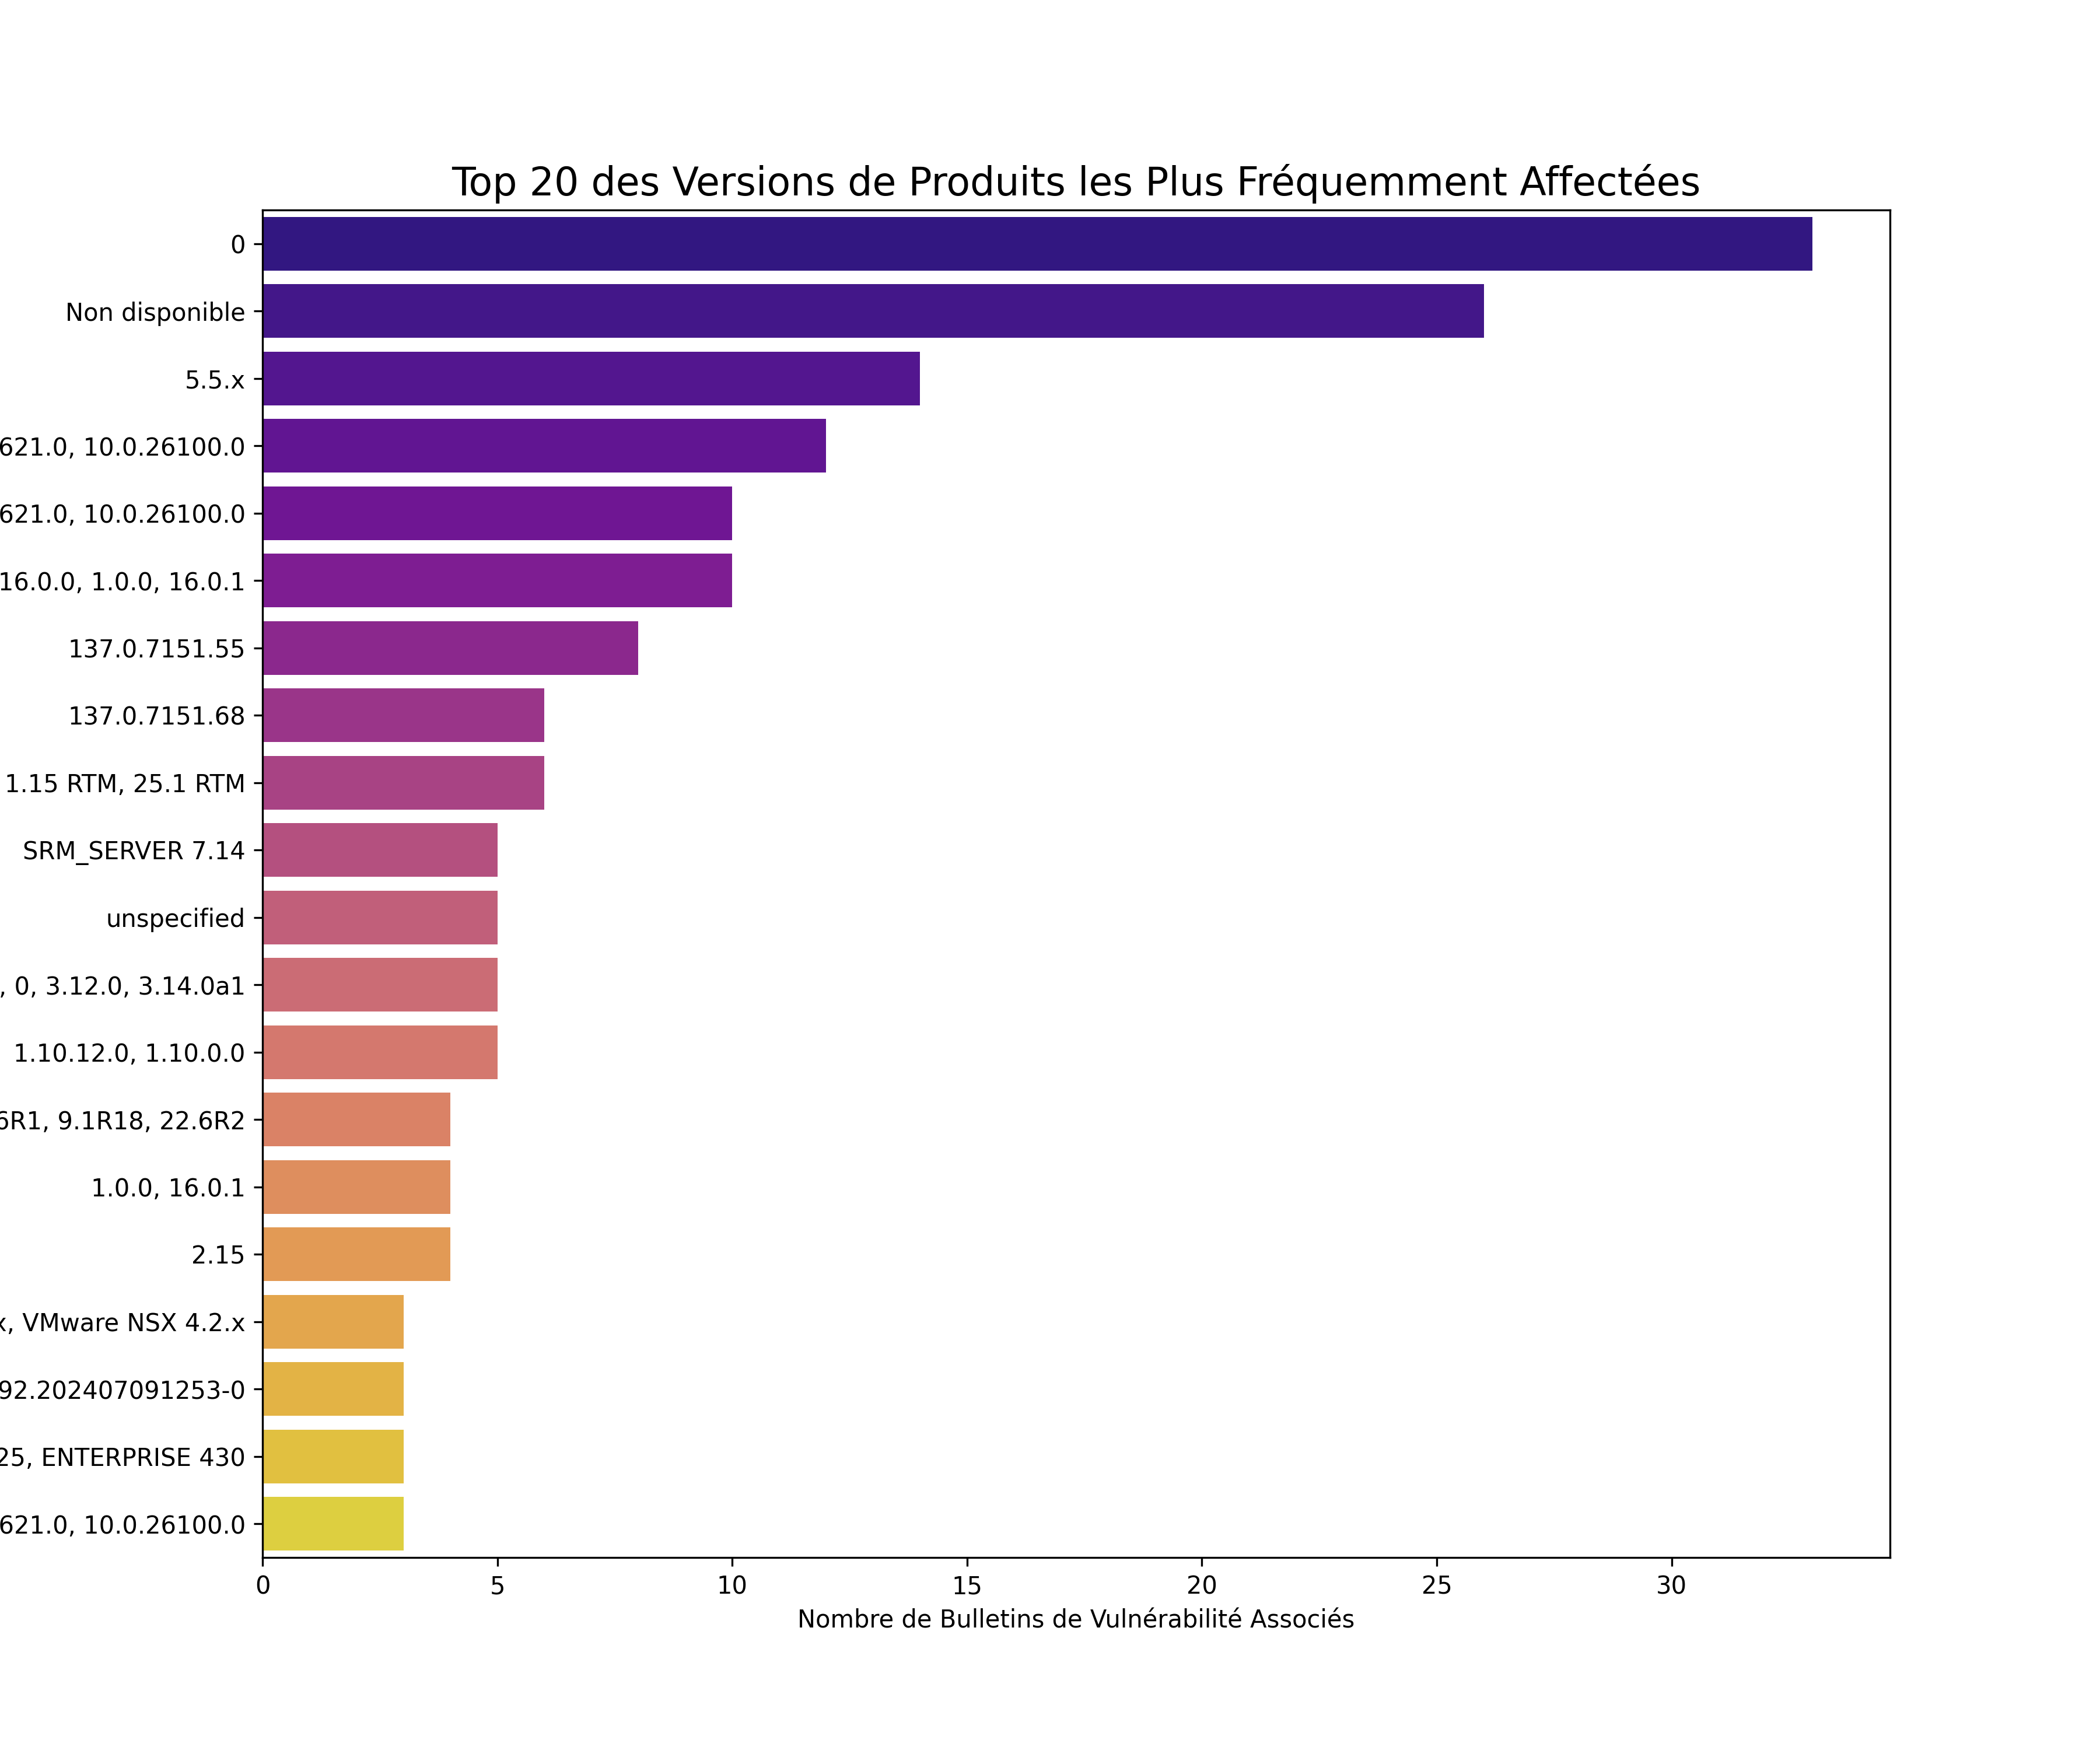 Top 20 des Versions de Produits les Plus Fréquemment Affectées
0
Non disponible
5.5.x
621.0, 10.0.26100.0
621.0, 10.0.26100.0
16.0.0, 1.0.0, 16.0.1
137.0.7151.55
137.0.7151.68
1.15 RTM, 25.1 RTM
SRM_SERVER 7.14
unspecified
, 0, 3.12.0, 3.14.0a1
1.10.12.0, 1.10.0.0
6R1, 9.1R18, 22.6R2
1.0.0, 16.0.1
2.15
x, VMware NSX 4.2.x
92.202407091253-0
25, ENTERPRISE 430
621.0, 10.0.26100.0
0 5 10 15 20 25 30
Nombre de Bulletins de Vulnérabilité Associés